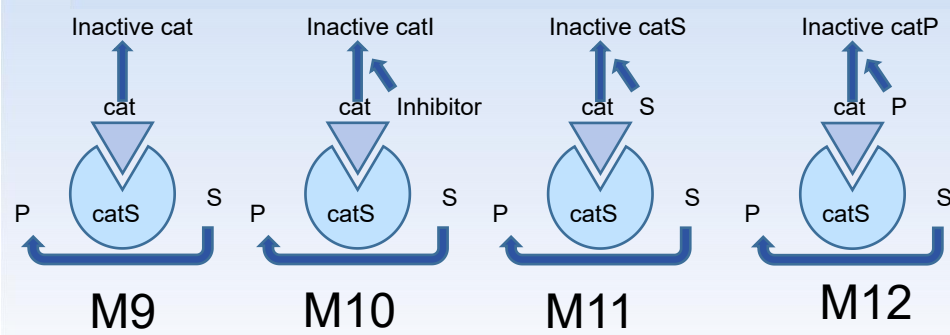 Inactive cat Inactive catI Inactive catS Inactive catP
cat cat Inhibitor cat S cat P
S S S S
P catS P catS P catS P catS
M9 M10 M11 M12